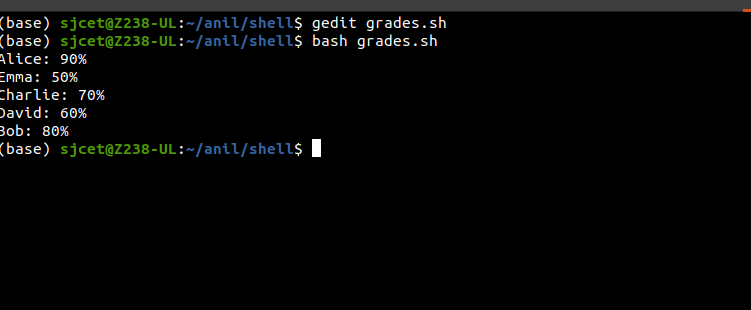 (base) sjcet@Z238-UL:~/anil/shell$ gedit grades.sh
(base) sjcet@Z238-UL:~/anil/shell$ bash grades.sh
Alice: 90%
Emma: 50%
Charlie: 70%
David: 60%
Bob: 80%
(base) sjcet@Z238-UL:~/anil/shell$